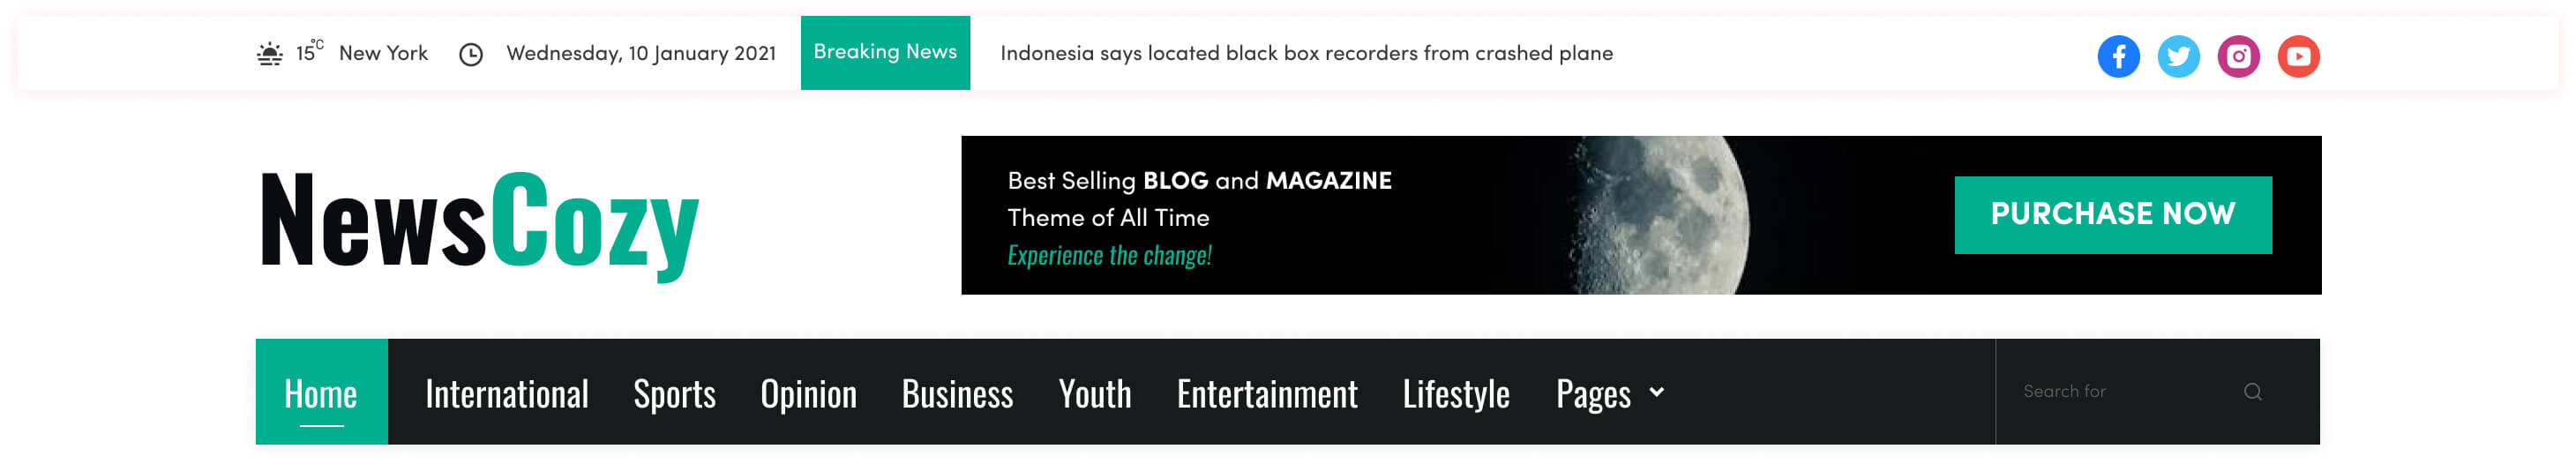 15°C New York Wednesday, 10 January 2021 Breaking News Indonesia says located black box recorders from crashed plane
NewsCozy
Best Selling BLOG and MAGAZINE
Theme of All Time
Experience the change!
PURCHASE NOW
Home International Sports Opinion Business Youth Entertainment Lifestyle Pages Search for